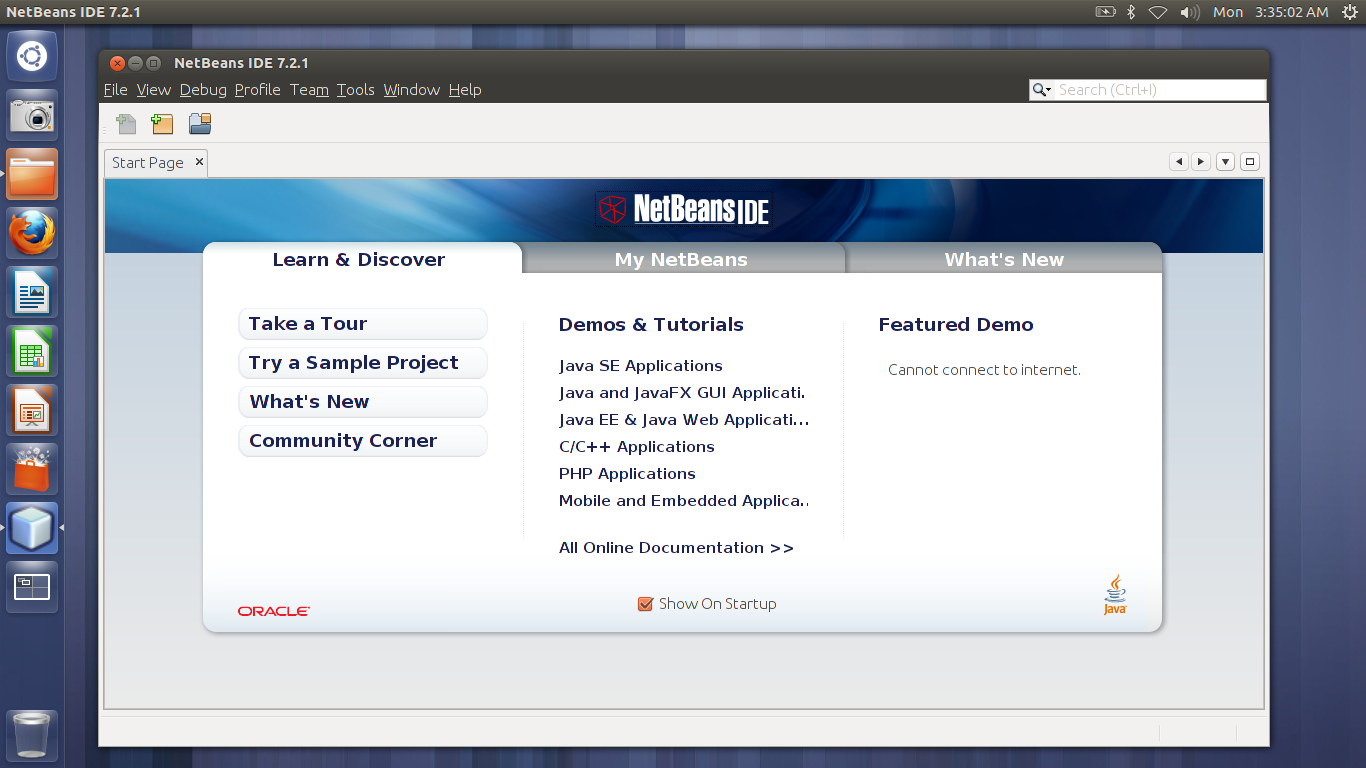 NetBeans IDE 7.2.1
Mon 3:35:02 AM
NetBeans IDE 7.2.1
File View Debug Profile Team Tools Window Help
Search (Ctrl+I)
Start Page
NetBeans IDE
Learn & Discover
My NetBeans
What's New
Take a Tour
Try a Sample Project
What's New
Community Corner
Demos & Tutorials
Java SE Applications
Java and JavaFX GUI Applicati.
Java EE & Java Web Applicati...
C/C++ Applications
PHP Applications
Mobile and Embedded Applica..
All Online Documentation >>
Featured Demo
Cannot connect to internet.
ORACLE
Show On Startup
Java